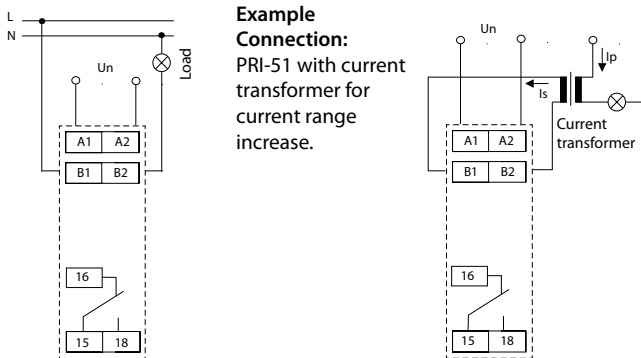 L
N
Un
Load
A1 A2
B1 B2
16
15 18
Example
Connection:
PRI-51 with current
transformer for
current range
increase.
Un
Ip
Is
Current
transformer
A1 A2
B1 B2
16
15 18